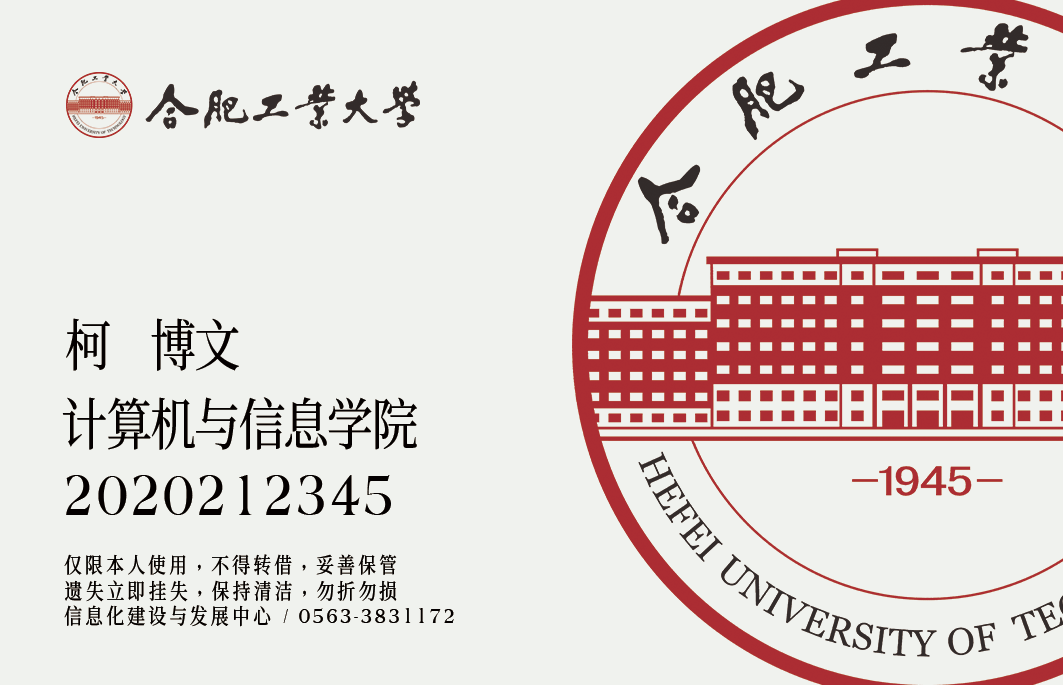 合肥工業大學
柯 博文
计算机与信息学院
2020212345
仅限本人使用，不得转借，妥善保管
遗失立即挂失，保持清洁，勿折勿损
信息化建设与发展中心 / 0563-3831172
合肥工業
1945
HEFEI UNIVERSITY OF TE